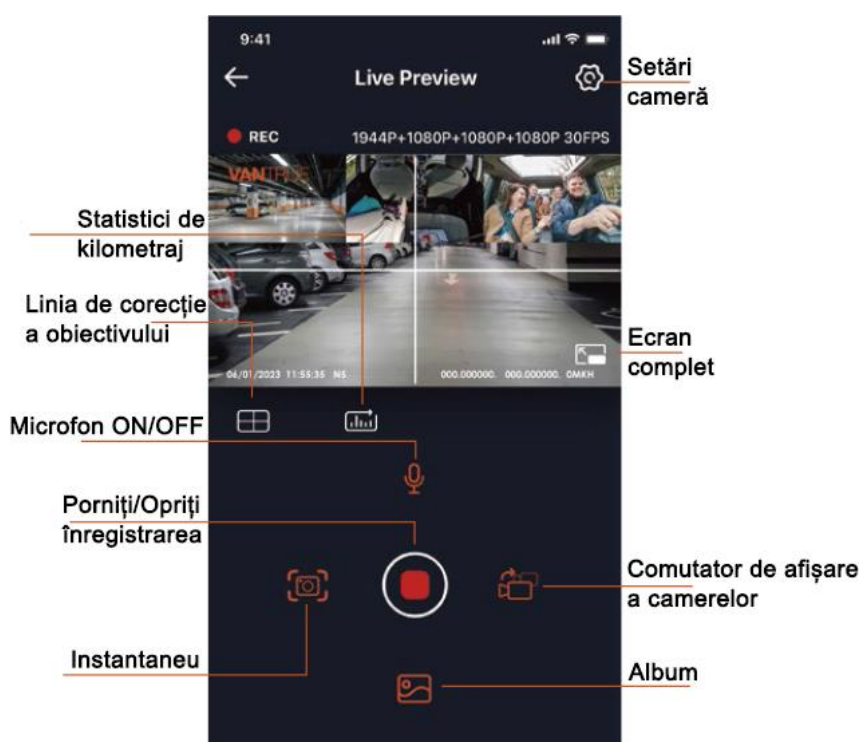 9:41
Live Preview
Setări
cameră
REC
1944P+1080P+1080P+1080P 30FPS
VANTRUE
Statistici de
kilometraj
Linia de corecție
a obiectivului
Ecran
complet
06/01/2023 11:55:35 N5
000.000000. 000.000000. 0MKH
Microfon ON/OFF
Porniți/Opriți
înregistrarea
Comutator de afișare
a camerelor
Instantaneu
Album